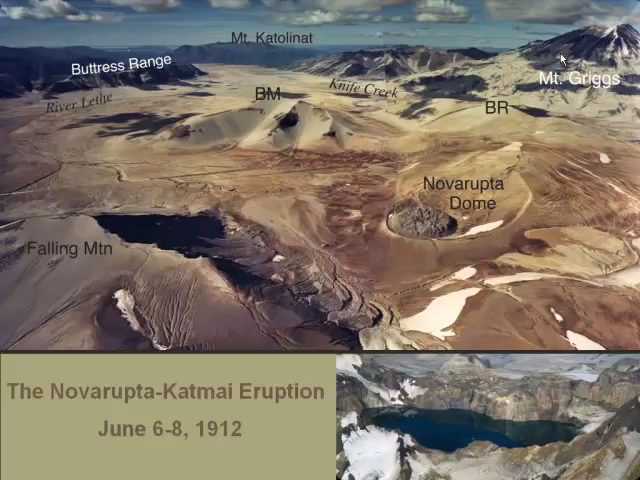 Mt. Katolinat
Buttress Range
Mt. Griggs
River Lethe
BM
Knife Creek
BR
Novarupta
Dome
Falling Mtn
The Novarupta-Katmai Eruption
June 6-8, 1912